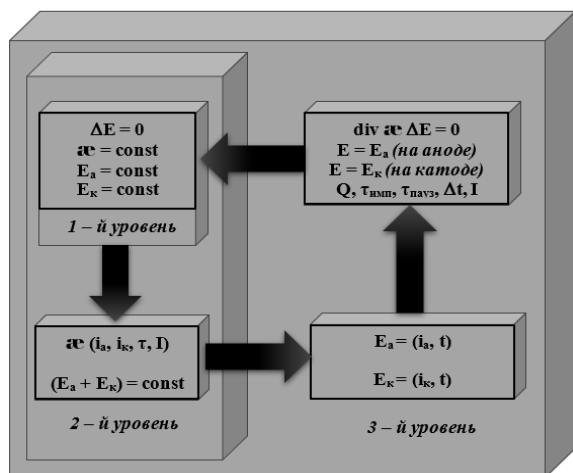 ΔE = 0
æ = const
Eа = const
Eк = const
1 – й уровень
div æ ΔE = 0
E = Eа (на аноде)
E = Eк (на катоде)
Q, τимп, τпауз, Δt, I
æ (iа, iк, τ, I)
(Eа + Eк) = const
2 – й уровень
Eа = (iа, t)
Eк = (iк, t)
3 – й уровень